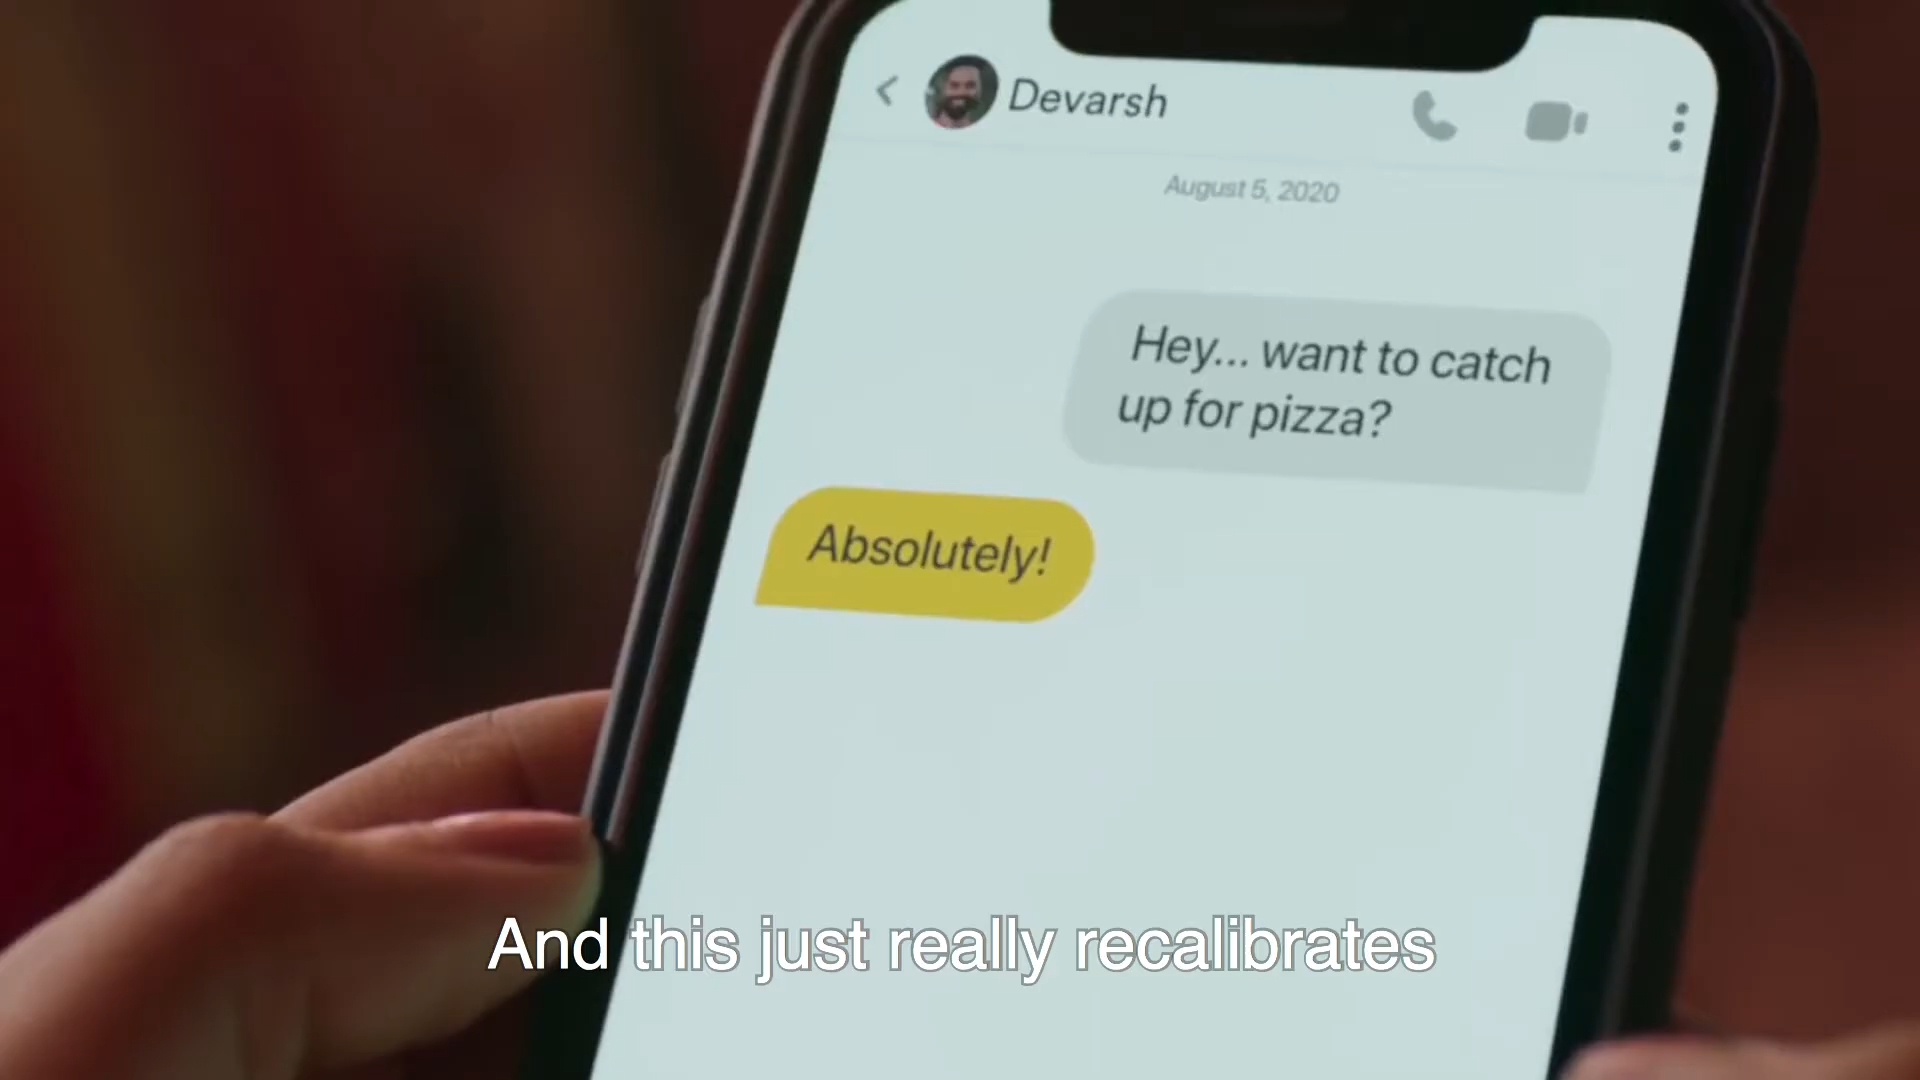 Devarsh
August 5, 2020
Hey... want to catch
up for pizza?
Absolutely!
And this just really recalibrates